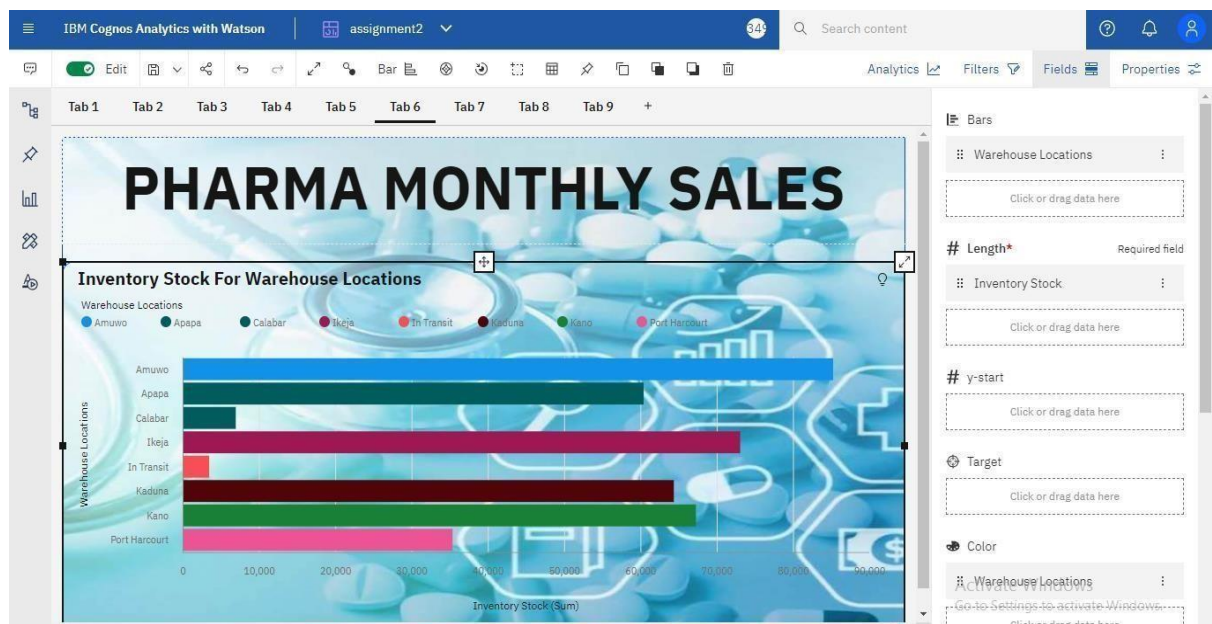 IBM Cognos Analytics with Watson
assignment2
349
Search content
Edit
Bar
Analytics
Filters
Fields
Properties
Tab 1 Tab 2 Tab 3 Tab 4 Tab 5 Tab 6 Tab 7 Tab 8 Tab 9 +
PHARMA MONTHLY SALES
Inventory Stock For Warehouse Locations
Warehouse Locations
Amuwo Apapa Calabar Ikeja In Transit Kaduna Kano Port Harcourt
Warehouse Locations
Amuwo
Apapa
Calabar
Ikeja
In Transit
Kaduna
Kano
Port Harcourt
0 10,000 20,000 30,000 40,000 50,000 60,000 70,000 80,000 90,000
Inventory Stock (Sum)
Bars
Warehouse Locations
Click or drag data here
# Length* Required field
Inventory Stock
Click or drag data here
# y-start
Click or drag data here
Target
Click or drag data here
Color
Warehouse Locations
Activate Windows
Go to Settings to activate Windows.
Click or drag data here